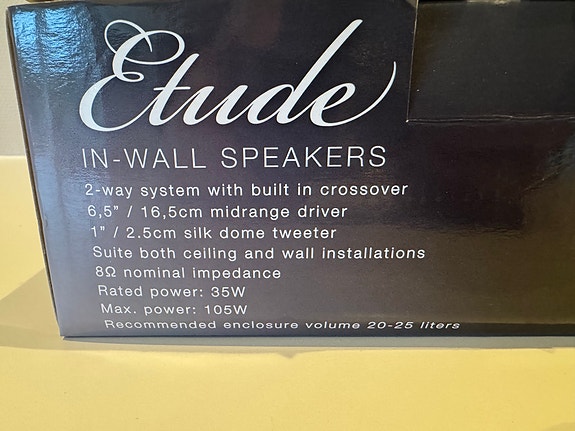 Etude
IN-WALL SPEAKERS
2-way system with built in crossover
6,5" / 16,5cm midrange driver
1" / 2.5cm silk dome tweeter
Suite both ceiling and wall installations
8Ω nominal impedance
Rated power: 35W
Max. power: 105W
Recommended enclosure volume 20-25 liters